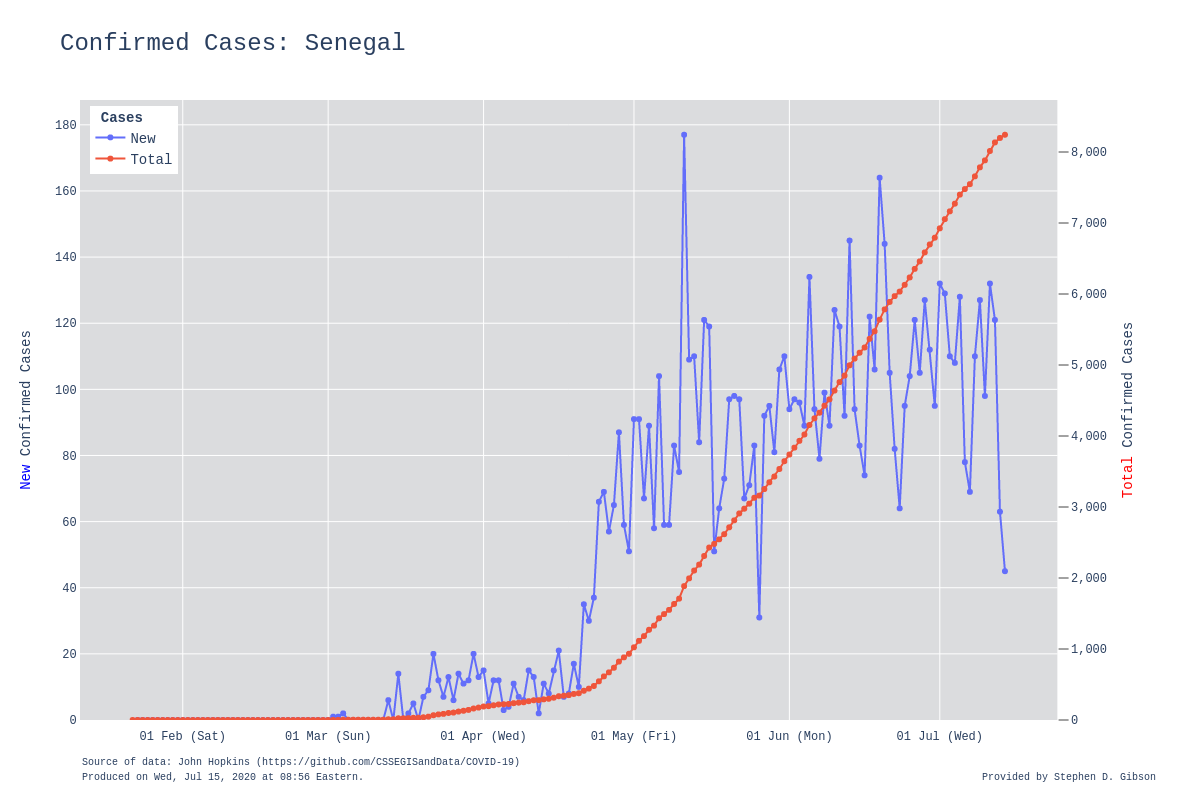 Confirmed Cases: Senegal
Cases
New
Total
180
160
140
120
100
80
60
40
20
0
8,000
7,000
6,000
5,000
4,000
3,000
2,000
1,000
0
New Confirmed Cases
Total Confirmed Cases
01 Feb (Sat) 01 Mar (Sun) 01 Apr (Wed) 01 May (Fri) 01 Jun (Mon) 01 Jul (Wed)
Source of data: John Hopkins (https://github.com/CSSEGISandData/COVID-19)
Produced on Wed, Jul 15, 2020 at 08:56 Eastern.
Provided by Stephen D. Gibson